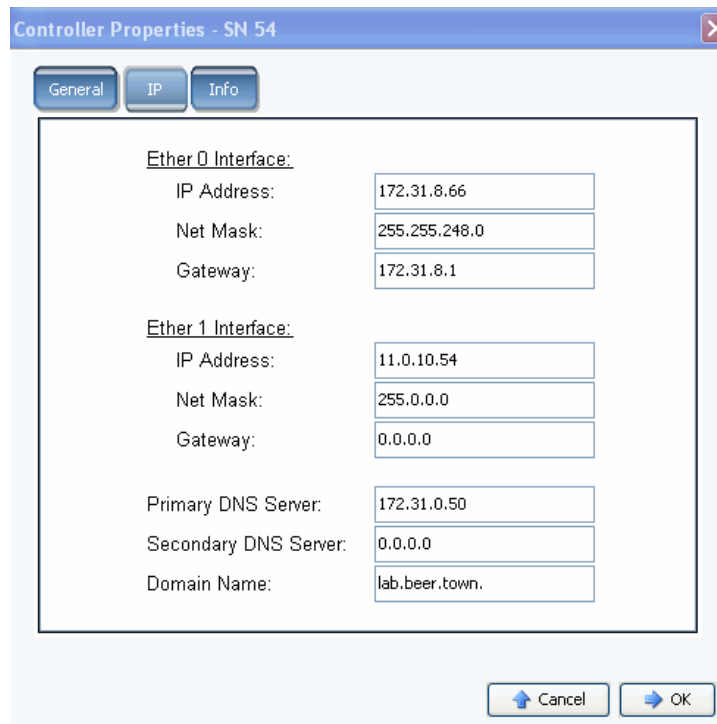 Controller Properties - SN 54
General IP Info
Ether 0 Interface:
IP Address: 172.31.8.66
Net Mask: 255.255.248.0
Gateway: 172.31.8.1
Ether 1 Interface:
IP Address: 11.0.10.54
Net Mask: 255.0.0.0
Gateway: 0.0.0.0
Primary DNS Server: 172.31.0.50
Secondary DNS Server: 0.0.0.0
Domain Name: lab.beer.town.
Cancel OK